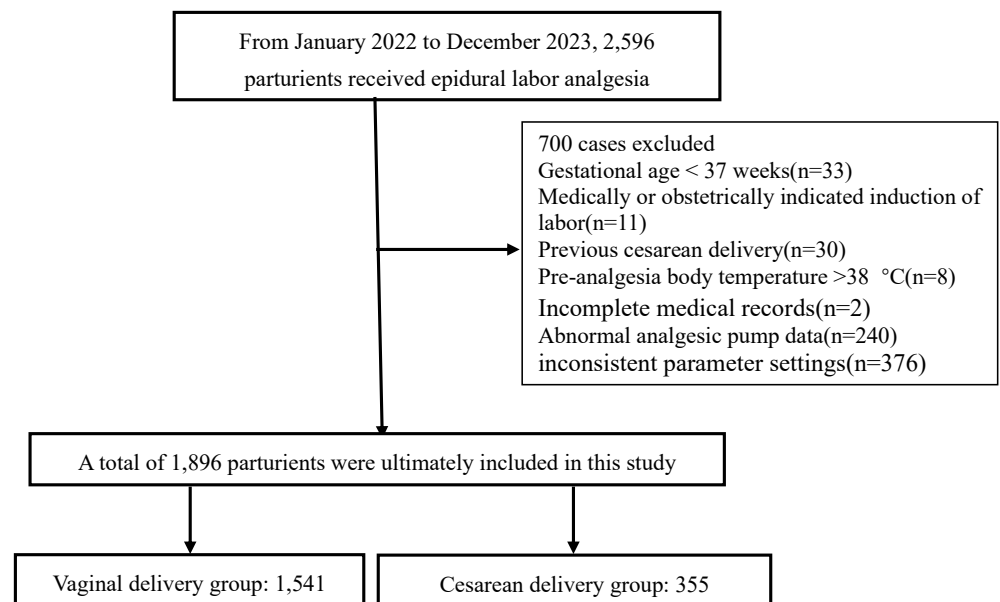 From January 2022 to December 2023, 2,596
parturients received epidural labor analgesia
700 cases excluded
Gestational age < 37 weeks(n=33)
Medically or obstetrically indicated induction of
labor(n=11)
Previous cesarean delivery(n=30)
Pre-analgesia body temperature >38 °C(n=8)
Incomplete medical records(n=2)
Abnormal analgesic pump data(n=240)
inconsistent parameter settings(n=376)
A total of 1,896 parturients were ultimately included in this study
Vaginal delivery group: 1,541
Cesarean delivery group: 355